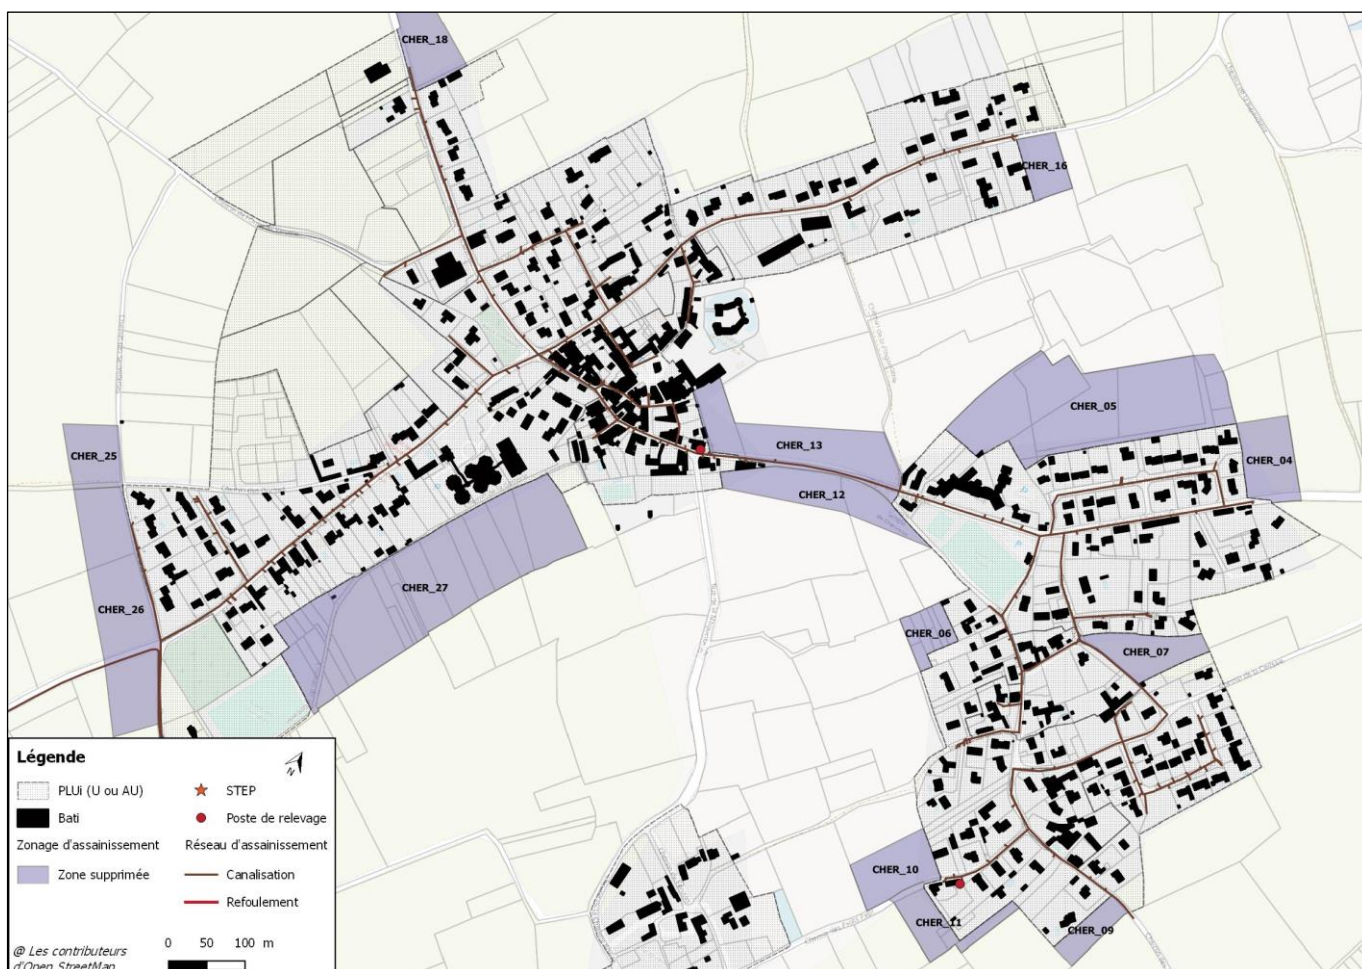 CHER_18
CHER_16
CHER_05
CHER_13
CHER_04
CHER_25
CHER_12
CHER_27
CHER_26
CHER_06
CHER_07
CHER_10
CHER_11
CHER_09
Légende
N
PLUi (U ou AU)
STEP
Bati
Poste de relevage
Zonage d'assainissement
Réseau d'assainissement
Zone supprimée
Canalisation
Refoulement
0 50 100 m
@ Les contributeurs
d'Open StreetMap